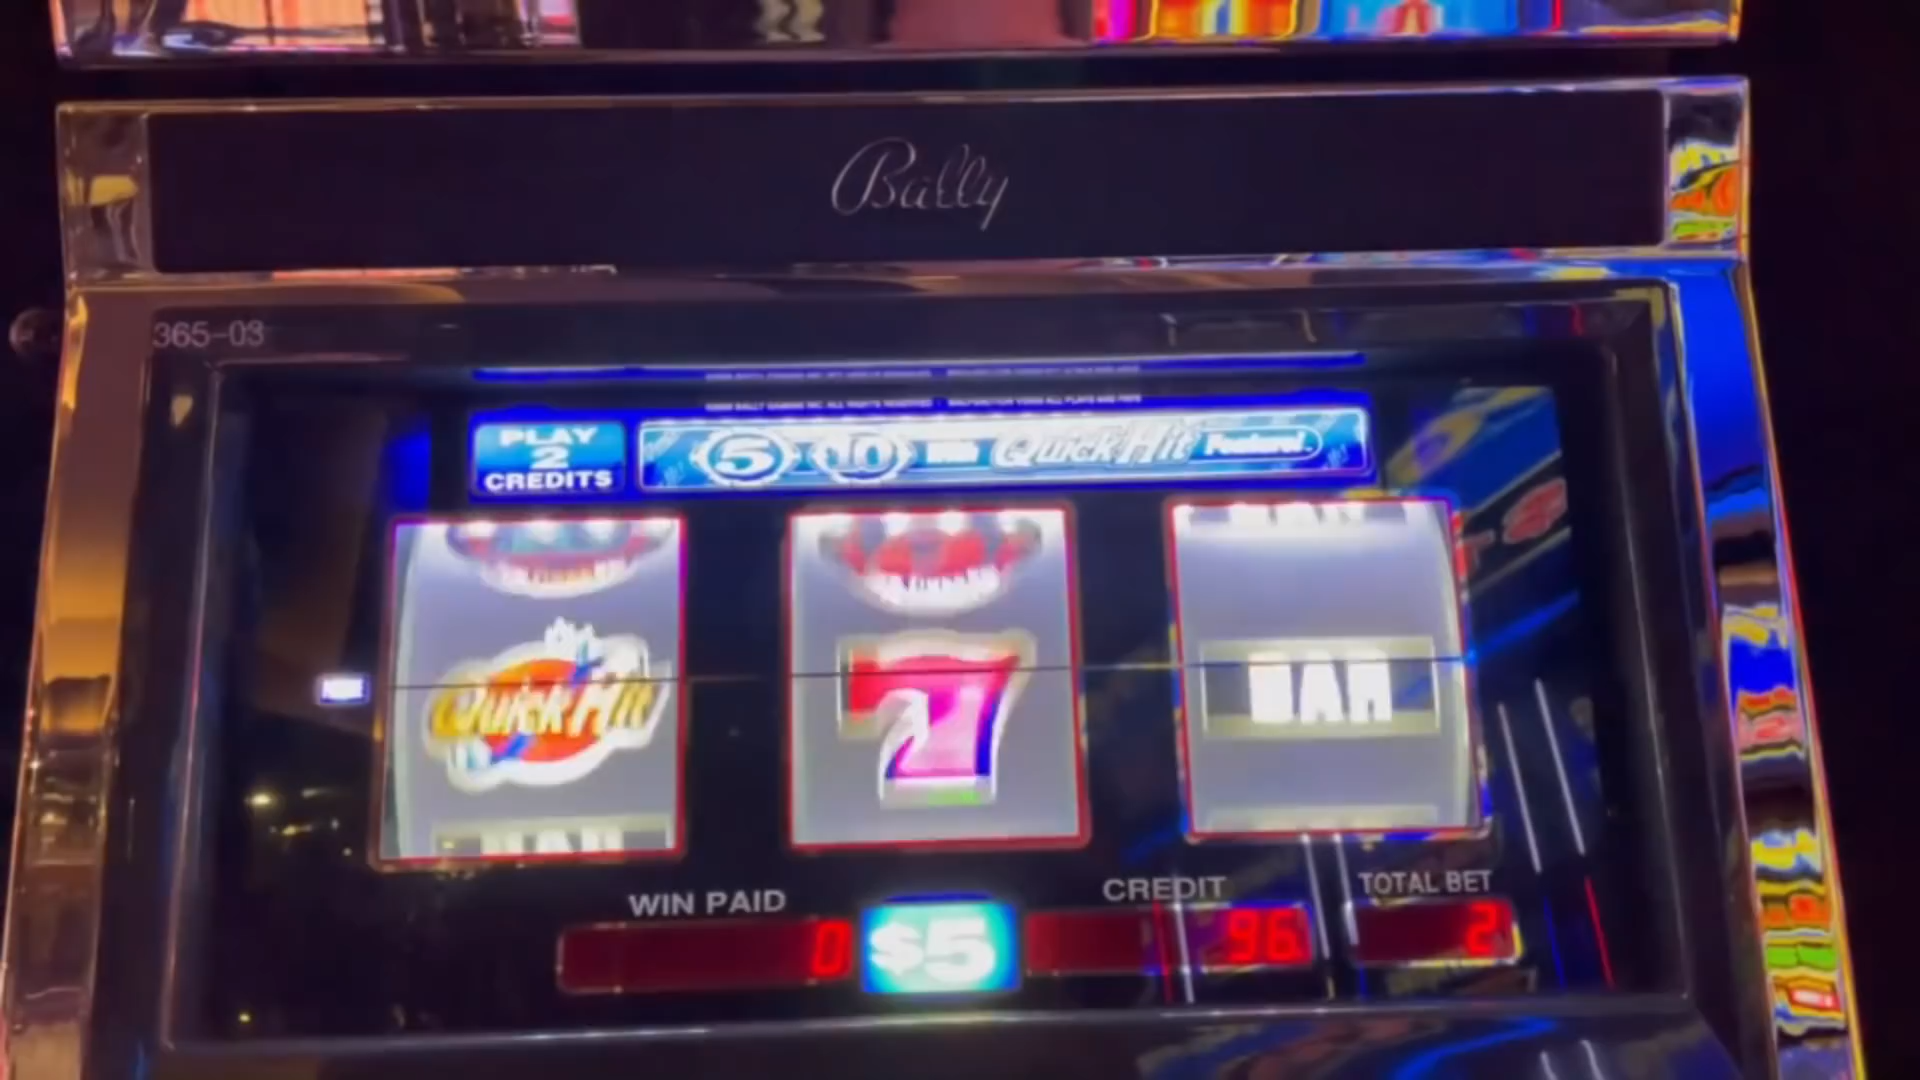 Bally
365-03
PLAY
2
CREDITS
5 10 With Quick Hit Feature!
Quick Hit
7
BAR
WIN PAID
CREDIT
TOTAL BET
0
$5
96
2